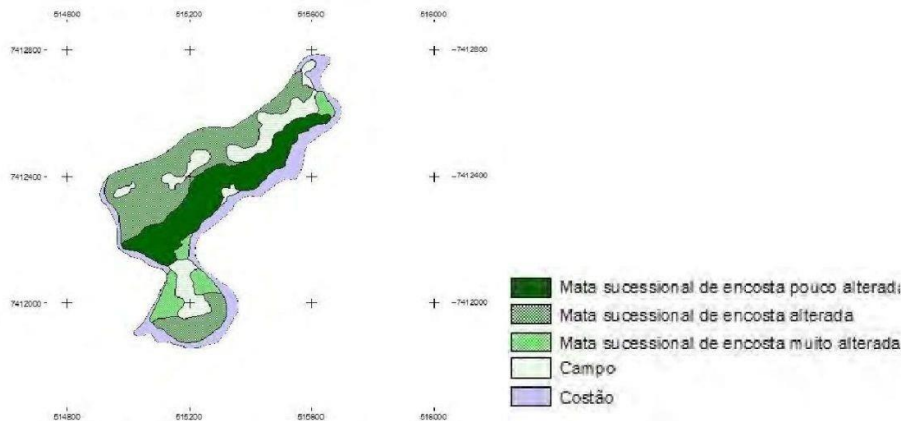 514800 515200 515600 516000
7412800 7412800
7412400 7412400
7412000 7412000
514800 515200 515600 516000
Mata sucessional de encosta pouco alterada
Mata sucessional de encosta alterada
Mata sucessional de encosta muito alterada
Campo
Costão